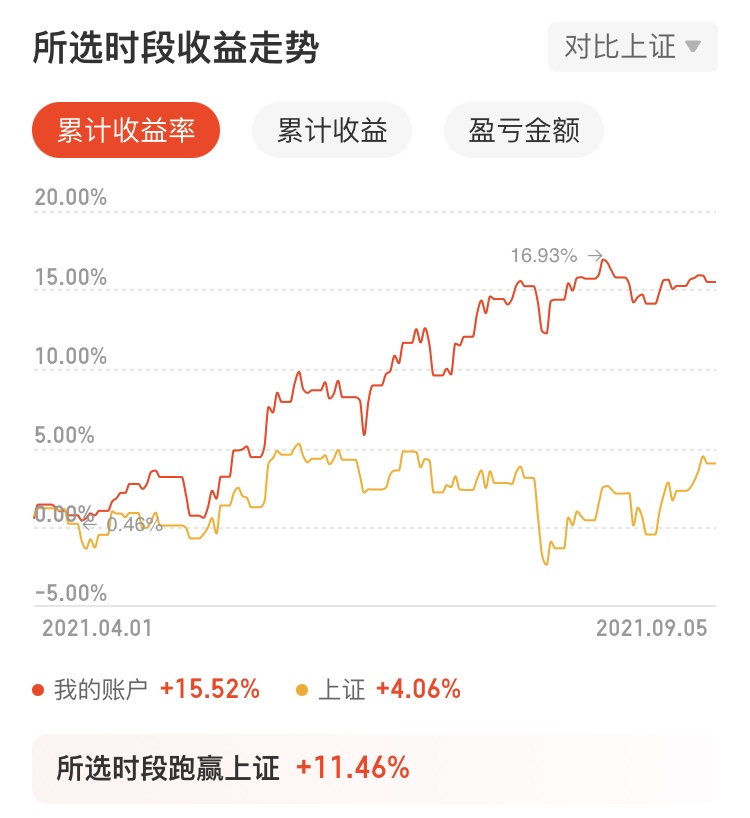 所选时段收益走势
对比上证
累计收益率 累计收益 盈亏金额
20.00%
16.93% →
15.00%
10.00%
5.00%
0.00%
← 0.46%
-5.00%
2021.04.01 2021.09.05
我的账户 +15.52% 上证 +4.06%
所选时段跑赢上证 +11.46%